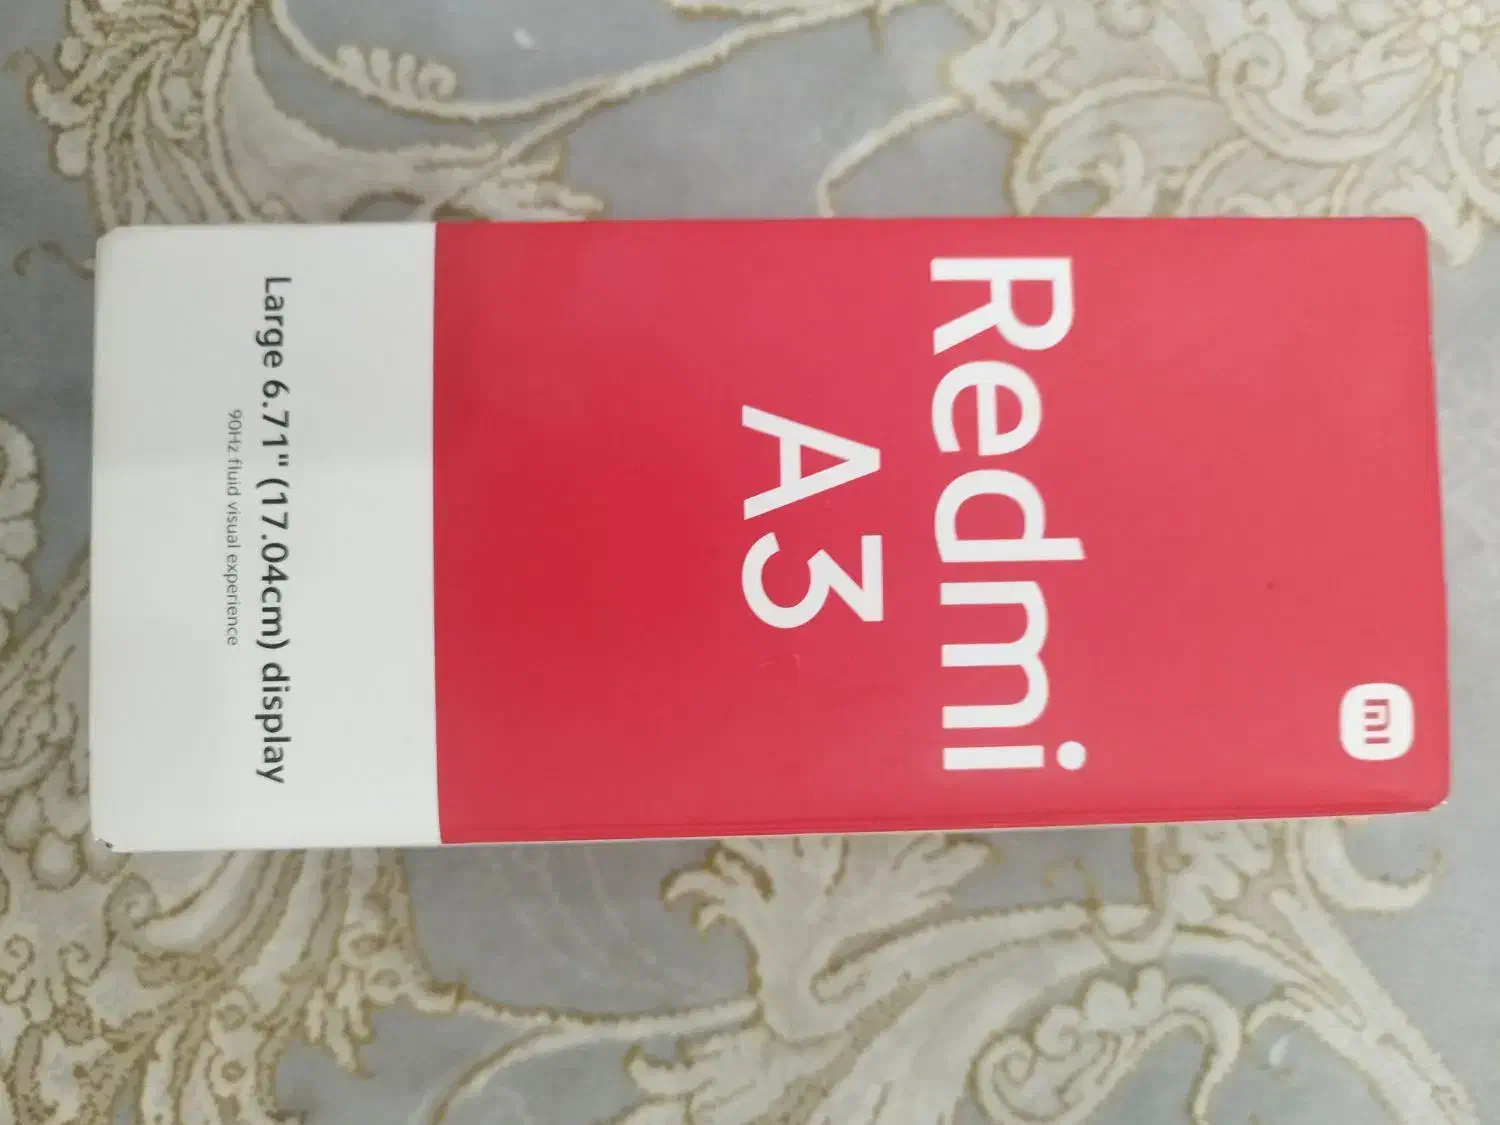 mi
Redmi
A3
Large 6.71" (17.04cm) display
90Hz fluid visual experience